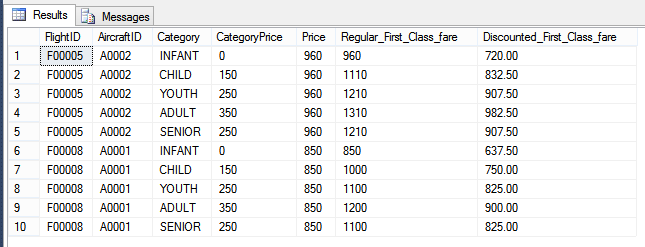 Results Messages
FlightID AircraftID Category CategoryPrice Price Regular_First_Class_fare Discounted_First_Class_fare
1 F00005 A0002 INFANT 0 960 960 720.00
2 F00005 A0002 CHILD 150 960 1110 832.50
3 F00005 A0002 YOUTH 250 960 1210 907.50
4 F00005 A0002 ADULT 350 960 1310 982.50
5 F00005 A0002 SENIOR 250 960 1210 907.50
6 F00008 A0001 INFANT 0 850 850 637.50
7 F00008 A0001 CHILD 150 850 1000 750.00
8 F00008 A0001 YOUTH 250 850 1100 825.00
9 F00008 A0001 ADULT 350 850 1200 900.00
10 F00008 A0001 SENIOR 250 850 1100 825.00